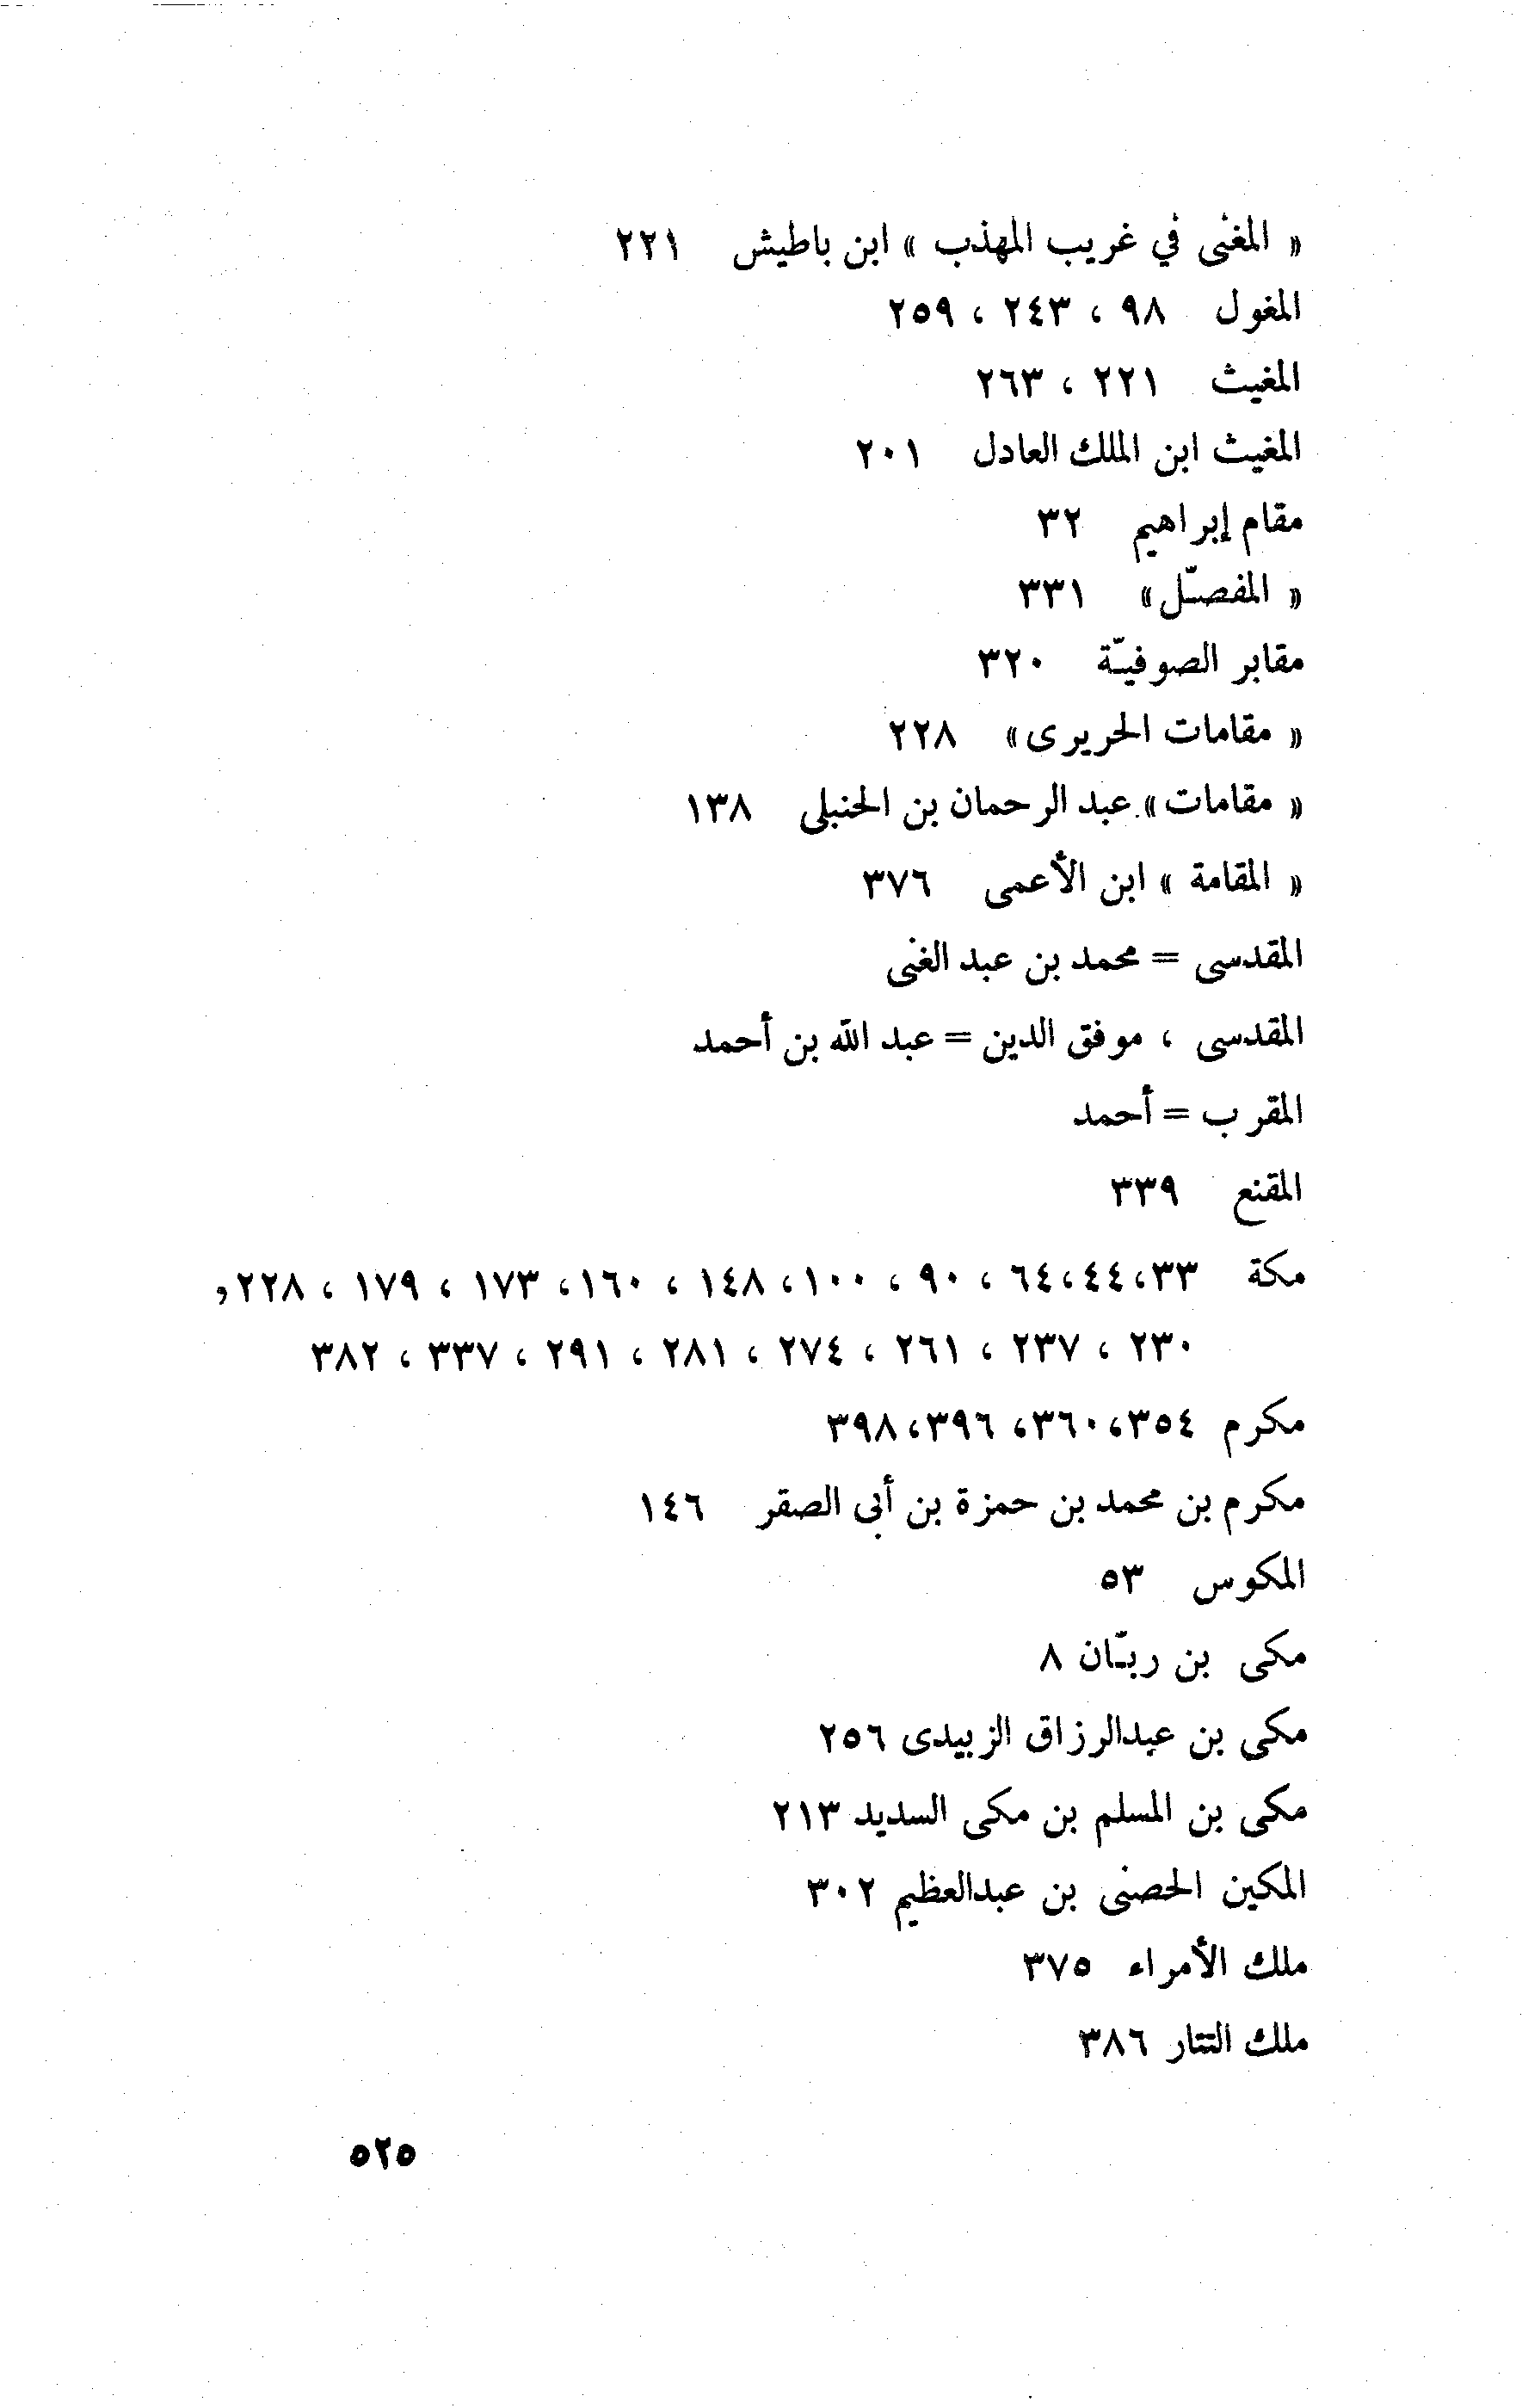 « المغنى في غريب المهذب » ابن باطيش ٢٢١
المغول ٩٨ ، ٢٤٣ ، ٢٥٩
المغيث ٢٢١ ، ٢٦٣
المغيث ابن الملك العادل ٢٠١
مقام إبراهيم ٣٢
« المفصّل » ٣٣١
مقابر الصوفيّة ٣٢٠
« مقامات الحريرى » ٢٢٨
« مقامات » عبد الرحمان بن الحنبلى ١٣٨
« المقامة » ابن الأعمى ٣٧٦
المقدسى = محمد بن عبد الغنى
المقدسى ، موفق الدين = عبد الله بن أحمد
المقرب = أحمد
المقنع ٣٣٩
مكة ٣٣،٤٤،٦٤ ، ٩٠ ، ١٠٠، ١٤٨ ، ١٦٠، ١٧٣ ، ١٧٩ ، ٢٢٨،
٢٣٠ ، ٢٣٧ ، ٢٦١ ، ٢٧٤ ، ٢٨١ ، ٢٩١ ، ٣٣٧ ، ٣٨٢
مكرم ٣٥٤،٣٦٠، ٣٩٦،٣٩٨
مكرم بن محمد بن حمزة بن أبى الصقر ١٤٦
المكوس ٥٣
مكى بن ربّان ٨
مكى بن عبدالرزاق الزبيدى ٢٥٦
مكى بن المسلم بن مكى السديد ٢١٣
المكين الحصنى بن عبدالعظيم ٣٠٢
ملك الأمراء ٣٧٥
ملك التتار ٣٨٦
٥٢٥